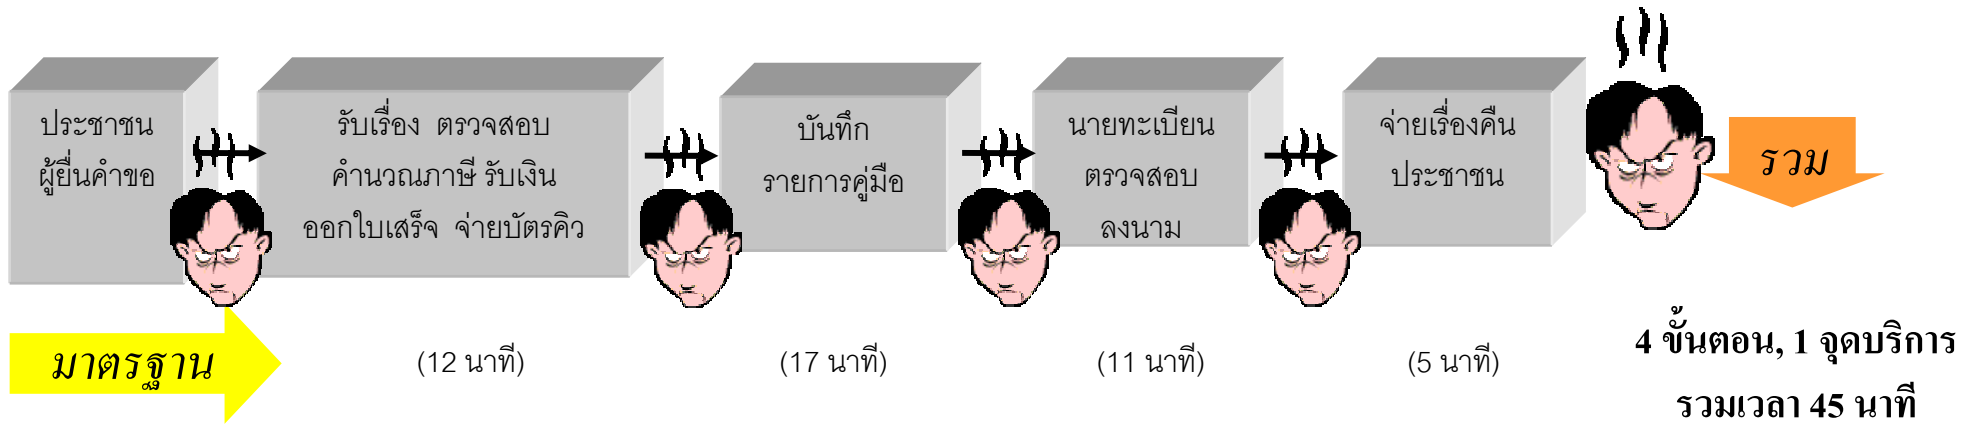 ประชาชน
ผู้ยื่นคำขอ
รับเรื่อง ตรวจสอบ
คำนวณภาษี รับเงิน
ออกใบเสร็จ จ่ายบัตรคิว
บันทึก
รายการคู่มือ
นายทะเบียน
ตรวจสอบ
ลงนาม
จ่ายเรื่องคืน
ประชาชน
รวม
มาตรฐาน
(12 นาที)
(17 นาที)
(11 นาที)
(5 นาที)
4 ขั้นตอน, 1 จุดบริการ
รวมเวลา 45 นาที